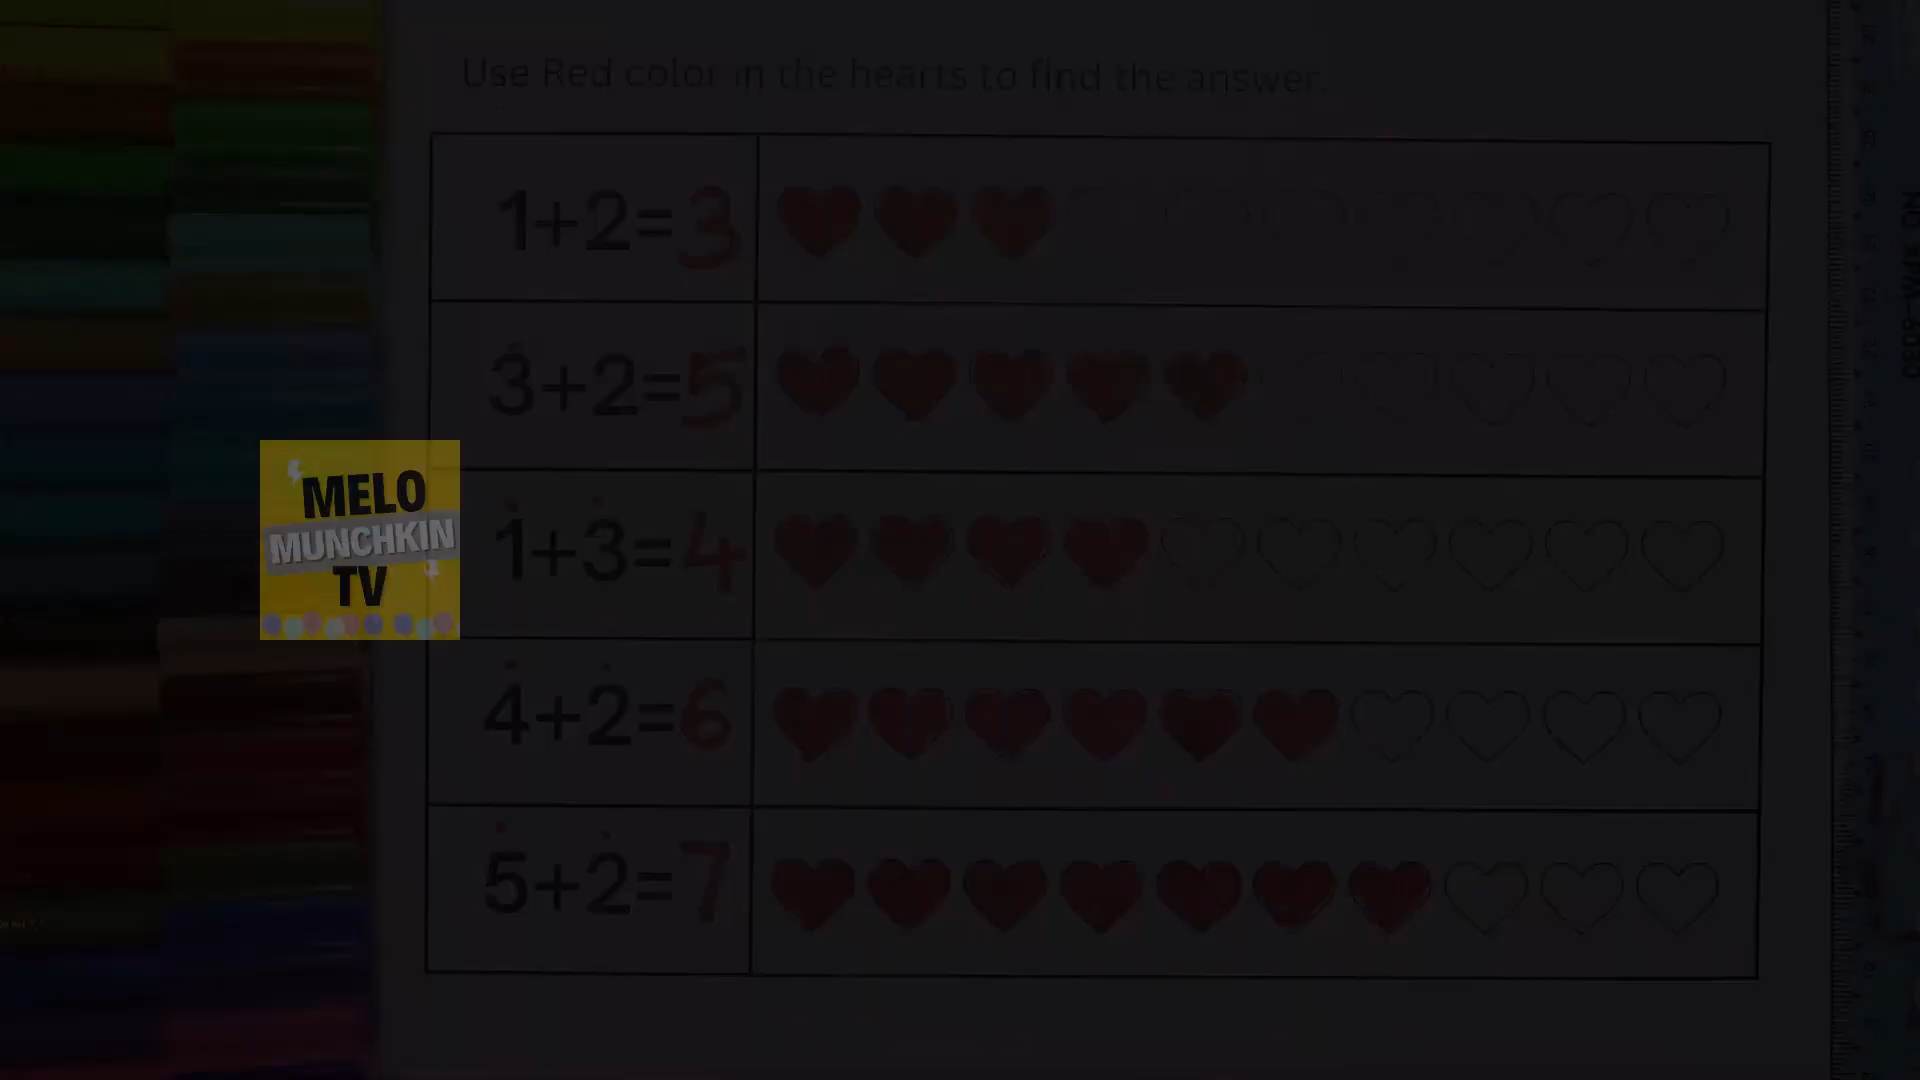 Use Red color in the hearts to find the answer.
1+2=3
3+2=5
MELO
MUNCHKIN
TV
1+3=4
4+2=6
5+2=7